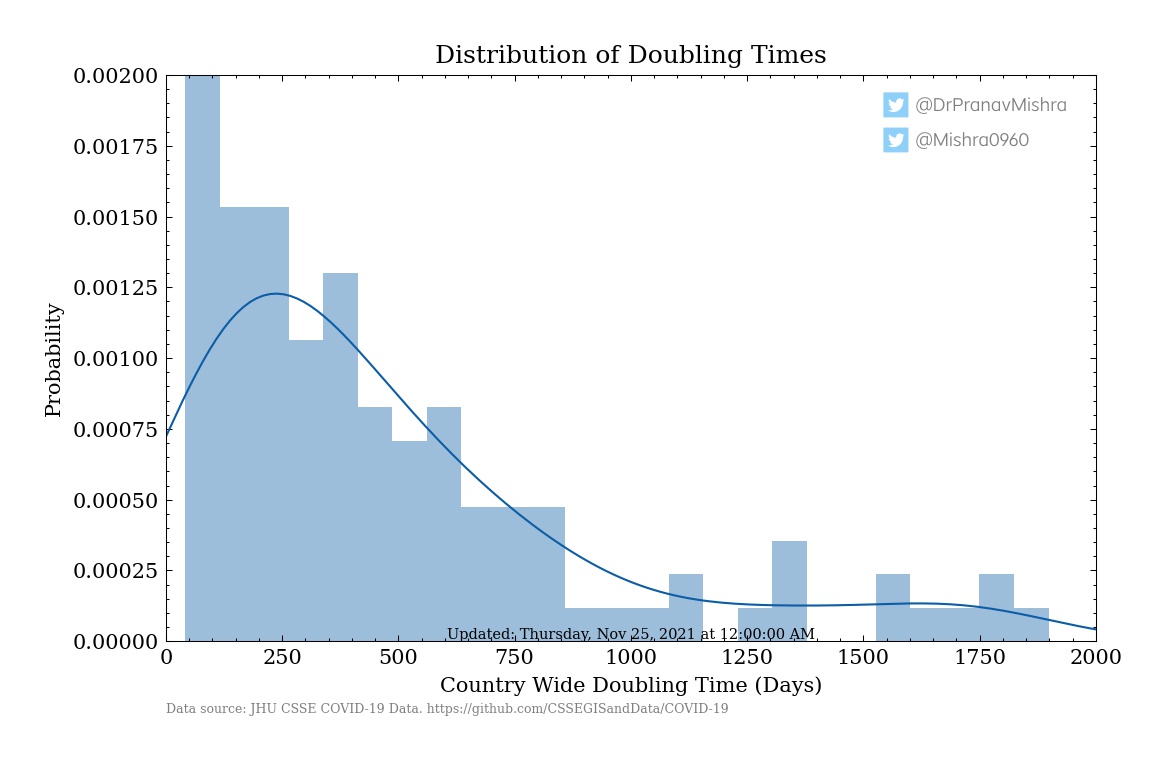 Distribution of Doubling Times
0.00200
0.00175
0.00150
0.00125
0.00100
0.00075
0.00050
0.00025
0.00000
Probability
@DrPranavMishra
@Mishra0960
Updated: Thursday, Nov 25, 2021 at 12:00:00 AM
0 250 500 750 1000 1250 1500 1750 2000
Country Wide Doubling Time (Days)
Data source: JHU CSSE COVID-19 Data. https://github.com/CSSEGISandData/COVID-19